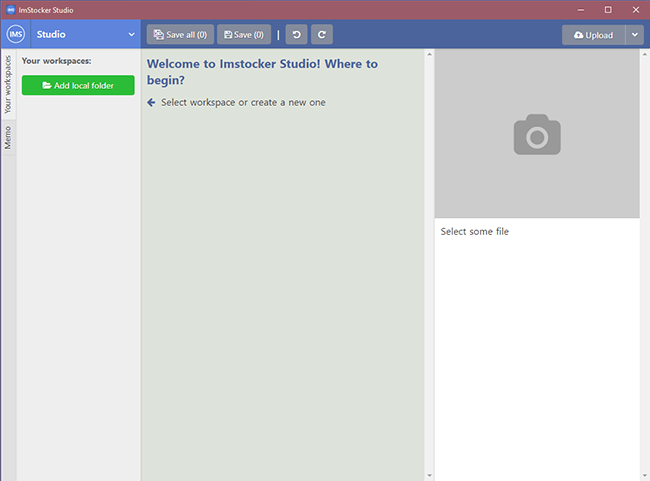 ImStocker Studio
IMS Studio Save all (0) Save (0) Upload
Your workspaces
Memo
Your workspaces:
Add local folder
Welcome to Imstocker Studio! Where to
begin?
Select workspace or create a new one
Select some file